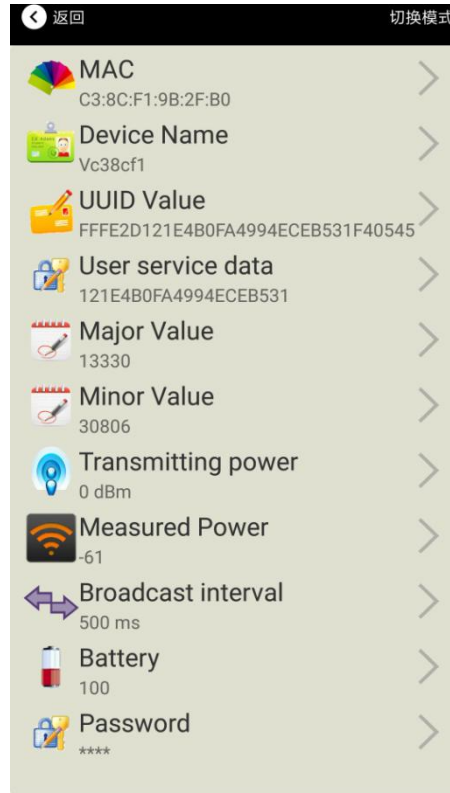 返回 切换模式
MAC
C3:8C:F1:9B:2F:B0
Device Name
Vc38cf1
UUID Value
FFFE2D121E4B0FA4994ECEB531F40545
User service data
121E4B0FA4994ECEB531
Major Value
13330
Minor Value
30806
Transmitting power
0 dBm
Measured Power
-61
Broadcast interval
500 ms
Battery
100
Password
****